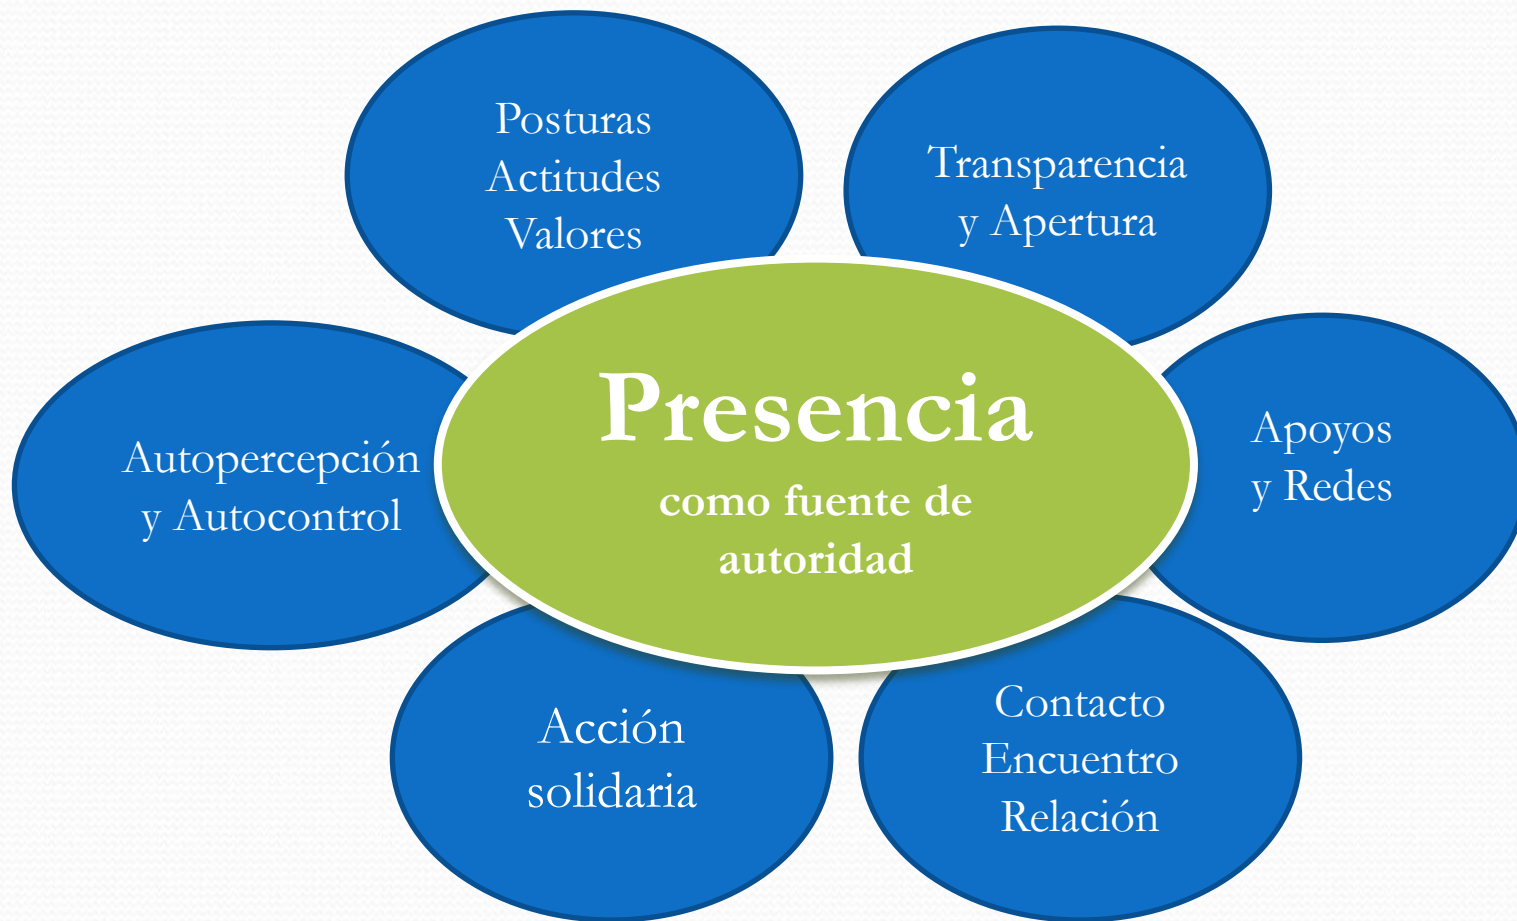 Posturas
Actitudes
Valores
Transparencia
y Apertura
Presencia
como fuente de
autoridad
Autopercepción
y Autocontrol
Apoyos
y Redes
Acción
solidaria
Contacto
Encuentro
Relación